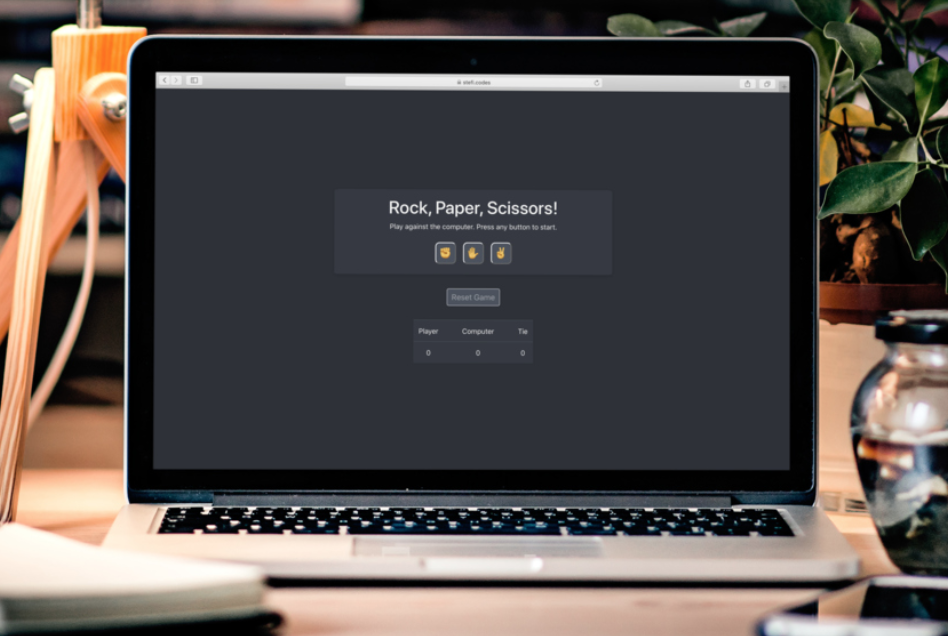 stefi.codes
Rock, Paper, Scissors!
Play against the computer. Press any button to start.
Reset Game
Player Computer Tie
0 0 0